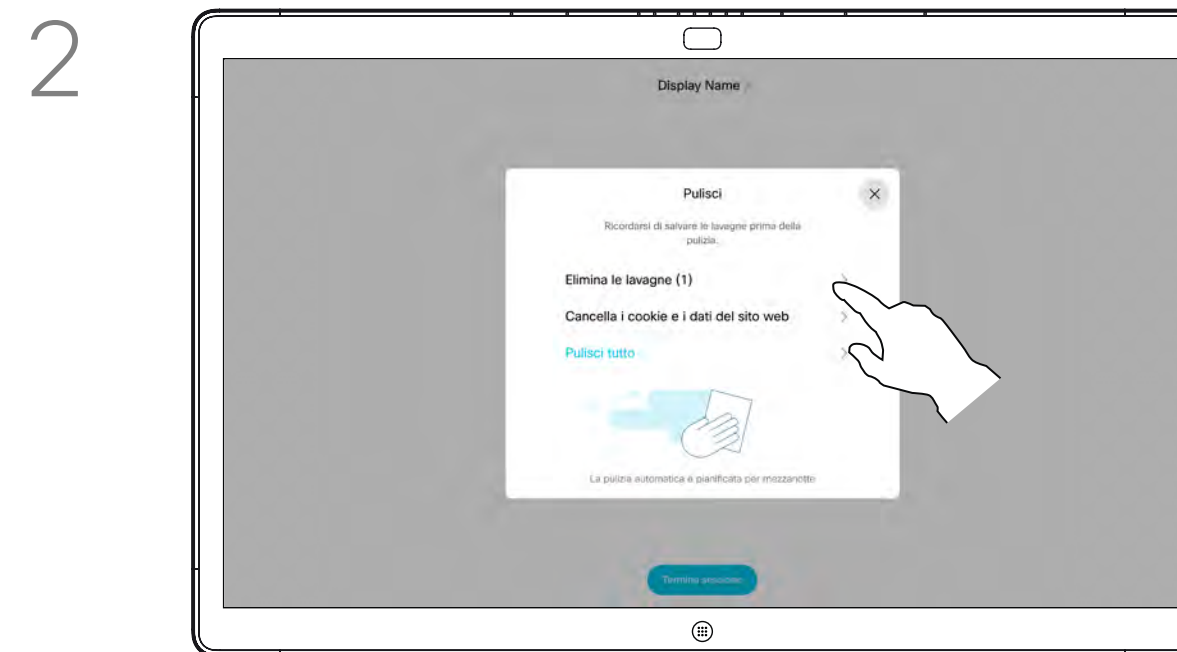 2
Display Name
Pulisci
Ricordarsi di salvare le lavagne prima della
pulizia.
Elimina le lavagne (1)
Cancella i cookie e i dati del sito web
Pulisci tutto
La pulizia automatica è pianificata per mezzanotte
Termina sessione